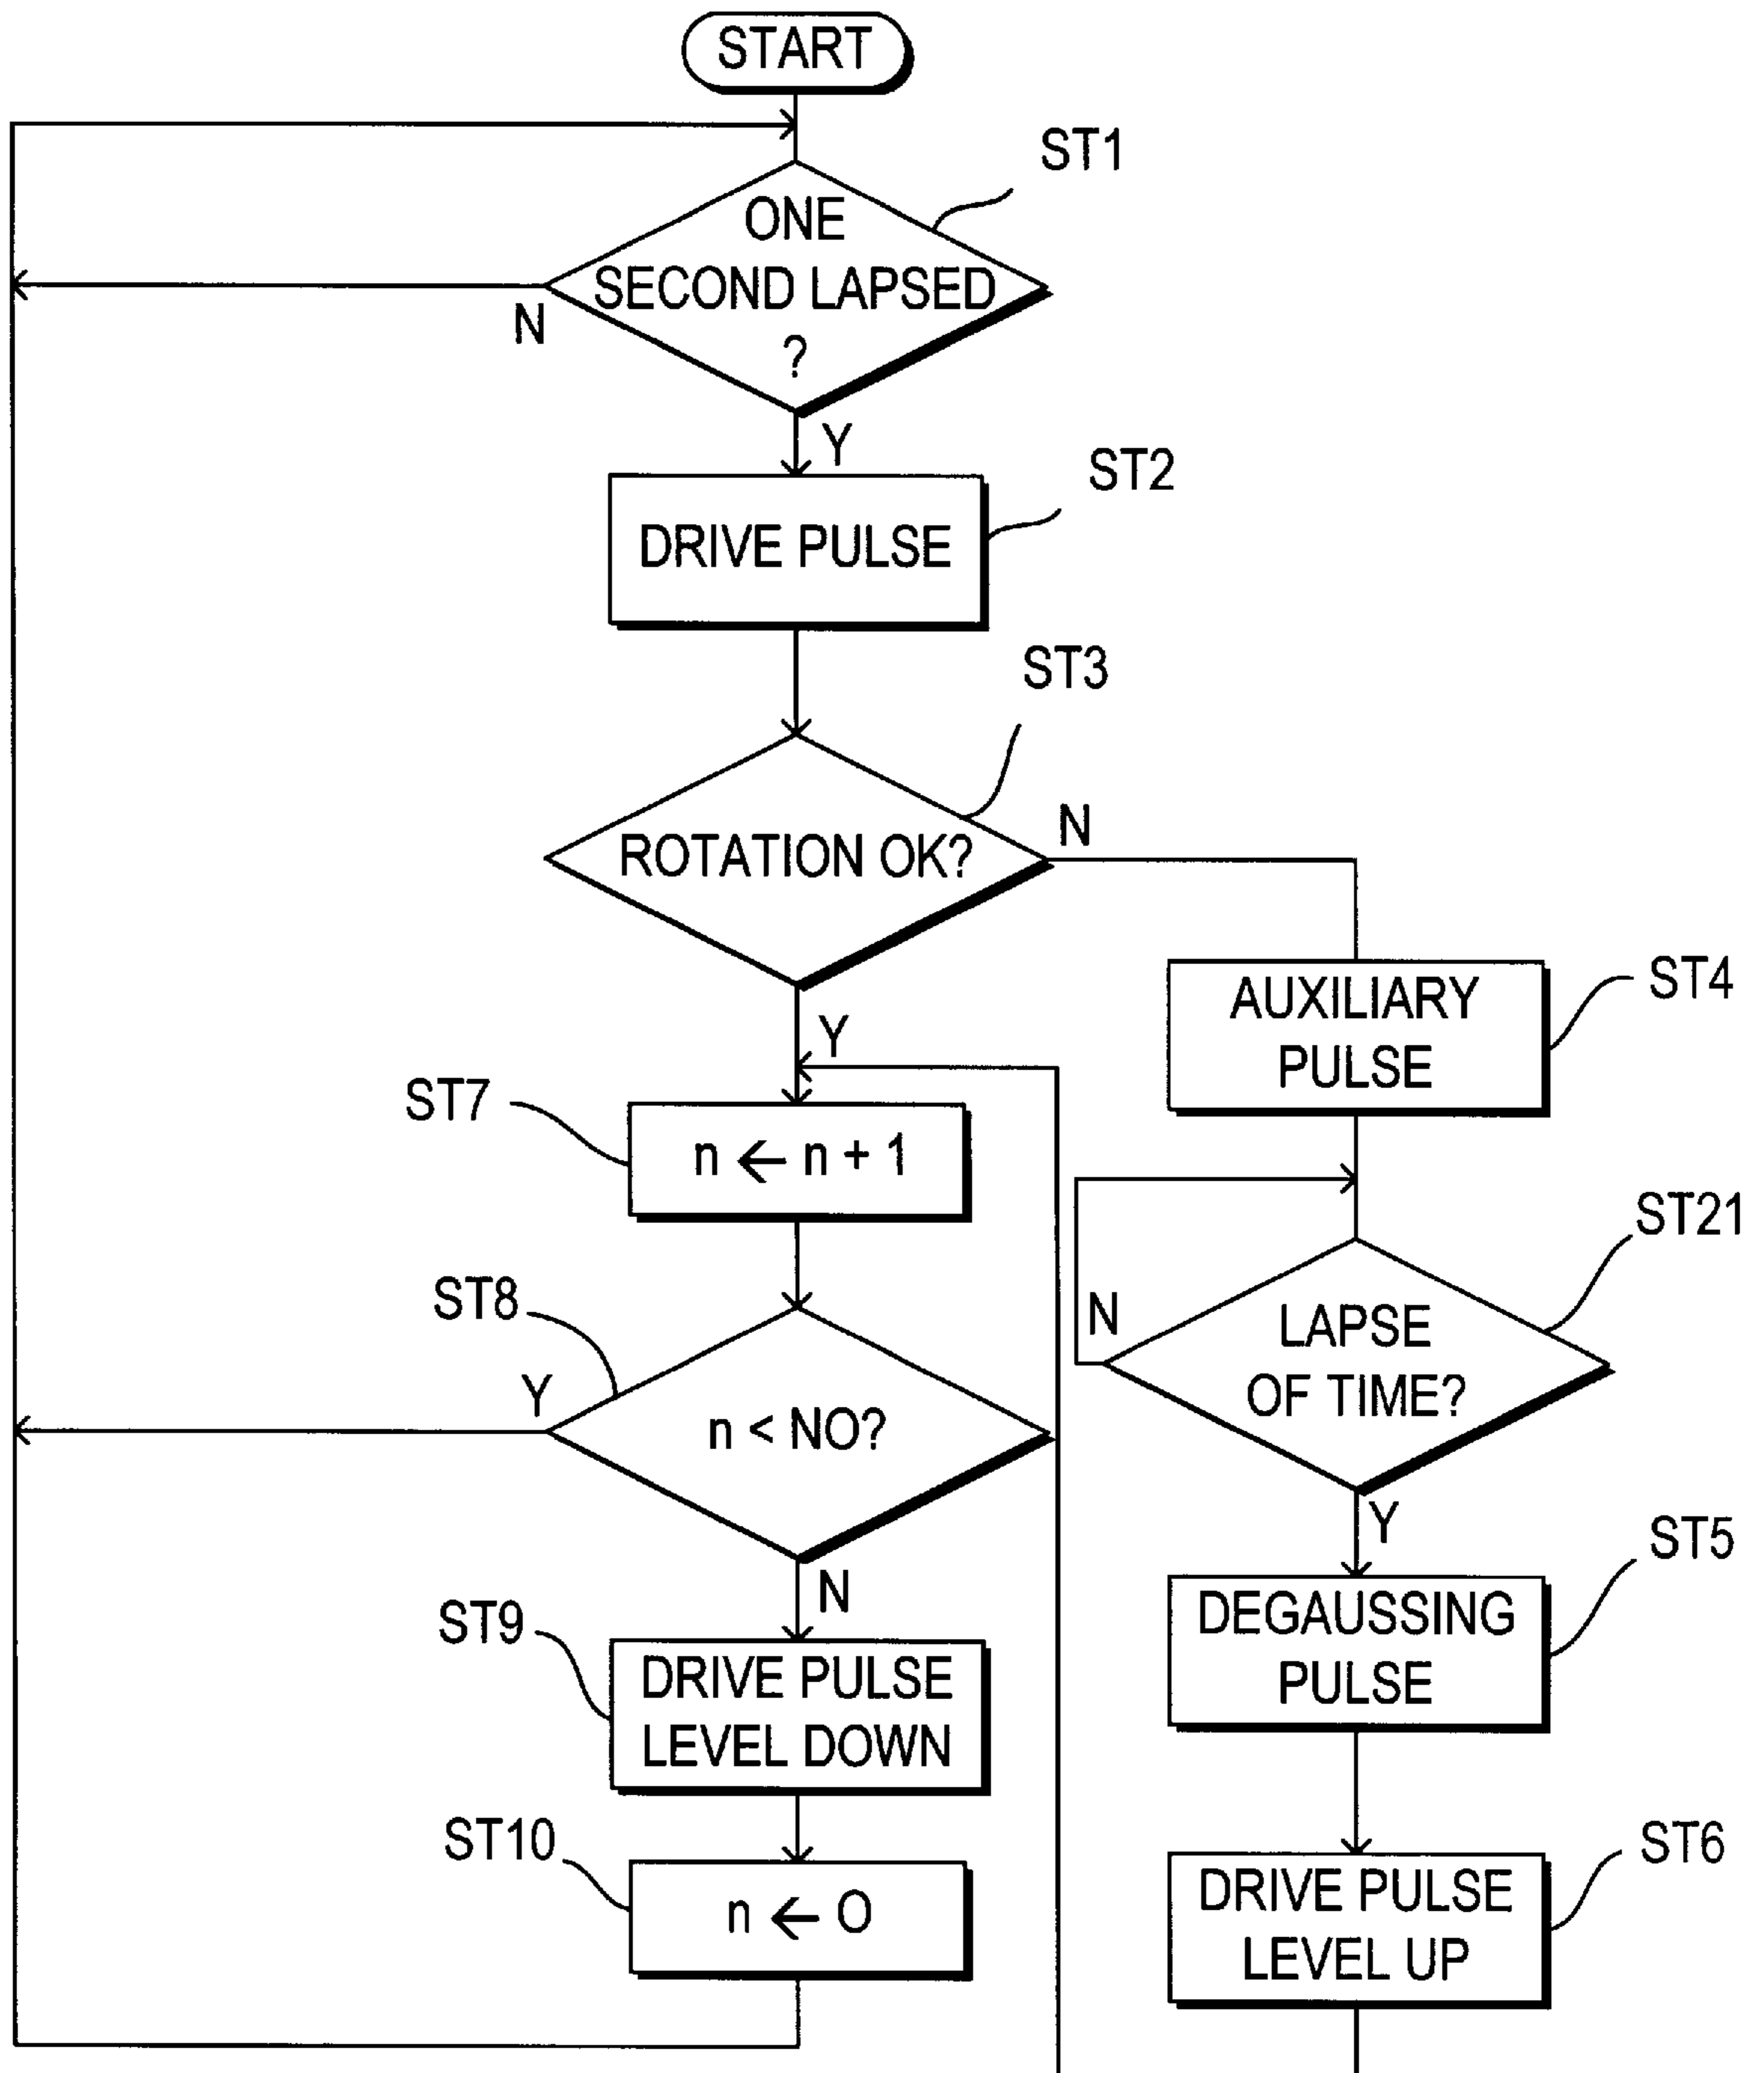 START
ST1
ONE
SECOND LAPSED
?
N
Y
ST2
DRIVE PULSE
ST3
ROTATION OK?
N
Y
ST4
AUXILIARY
PULSE
ST7
n ← n + 1
ST21
LAPSE
OF TIME?
N
Y
ST8
n < NO?
Y
N
ST5
DEGAUSSING
PULSE
ST9
DRIVE PULSE
LEVEL DOWN
ST10
n ← O
ST6
DRIVE PULSE
LEVEL UP